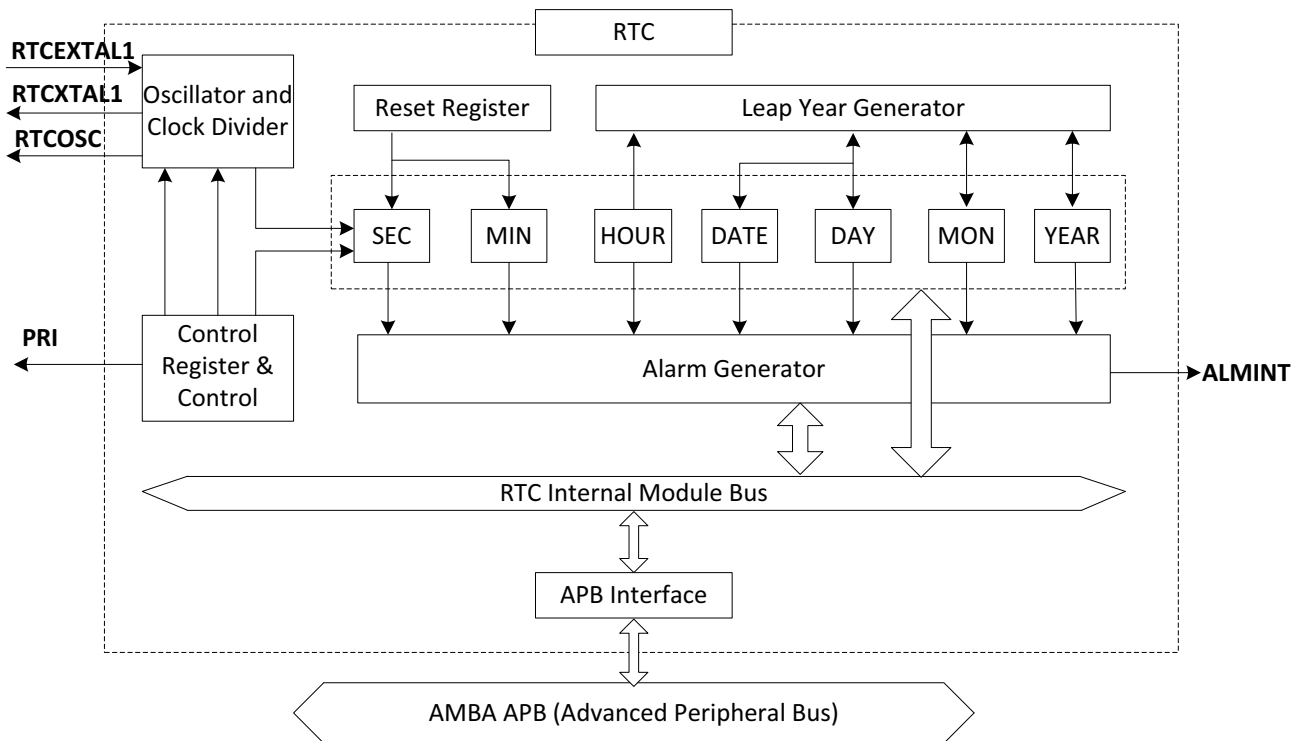 RTC
RTCEXTAL1
RTCXTAL1
RTCOSC
Oscillator and
Clock Divider
Reset Register
Leap Year Generator
SEC
MIN
HOUR
DATE
DAY
MON
YEAR
PRI
Control
Register &
Control
Alarm Generator
ALMINT
RTC Internal Module Bus
APB Interface
AMBA APB (Advanced Peripheral Bus)